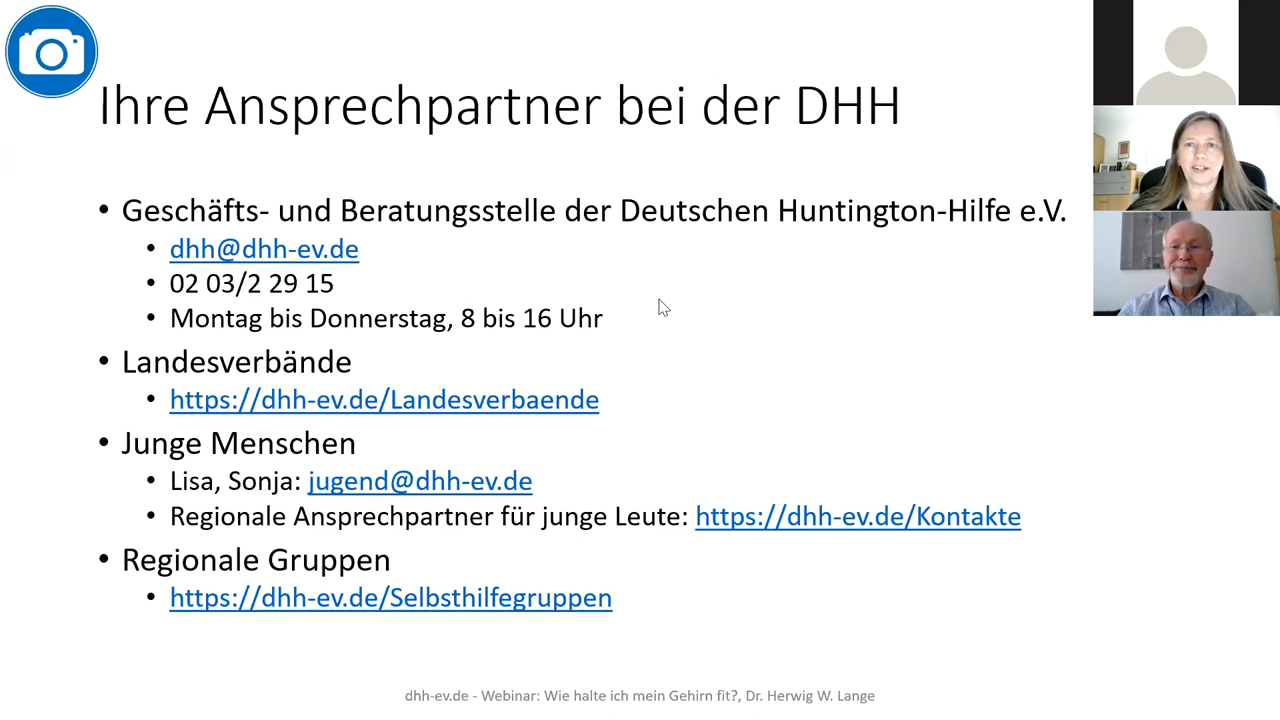 Ihre Ansprechpartner bei der DHH
• Geschäfts- und Beratungsstelle der Deutschen Huntington-Hilfe e.V.
• dhh@dhh-ev.de
• 02 03/2 29 15
• Montag bis Donnerstag, 8 bis 16 Uhr
• Landesverbände
• https://dhh-ev.de/Landesverbaende
• Junge Menschen
• Lisa, Sonja: jugend@dhh-ev.de
• Regionale Ansprechpartner für junge Leute: https://dhh-ev.de/Kontakte
• Regionale Gruppen
• https://dhh-ev.de/Selbsthilfegruppen
dhh-ev.de - Webinar: Wie halte ich mein Gehirn fit?, Dr. Herwig W. Lange